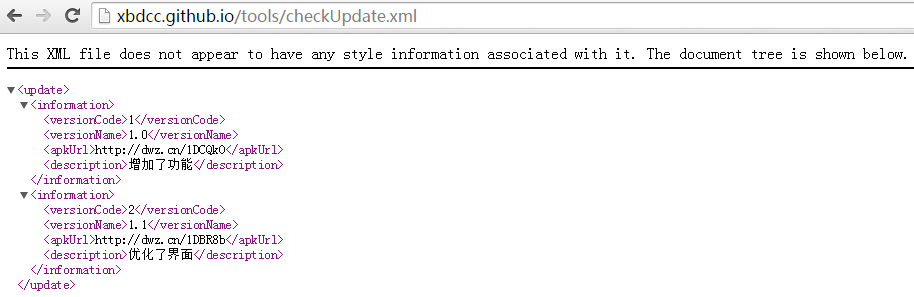 xbdcc.github.io/tools/checkUpdate.xml
This XML file does not appear to have any style information associated with it. The document tree is shown below.
▼<update>
▼<information>
<versionCode>1</versionCode>
<versionName>1.0</versionName>
<apkUrl>http://dwz.cn/1DCQkO</apkUrl>
<description>增加了功能</description>
</information>
▼<information>
<versionCode>2</versionCode>
<versionName>1.1</versionName>
<apkUrl>http://dwz.cn/1DBR8b</apkUrl>
<description>优化了界面</description>
</information>
</update>